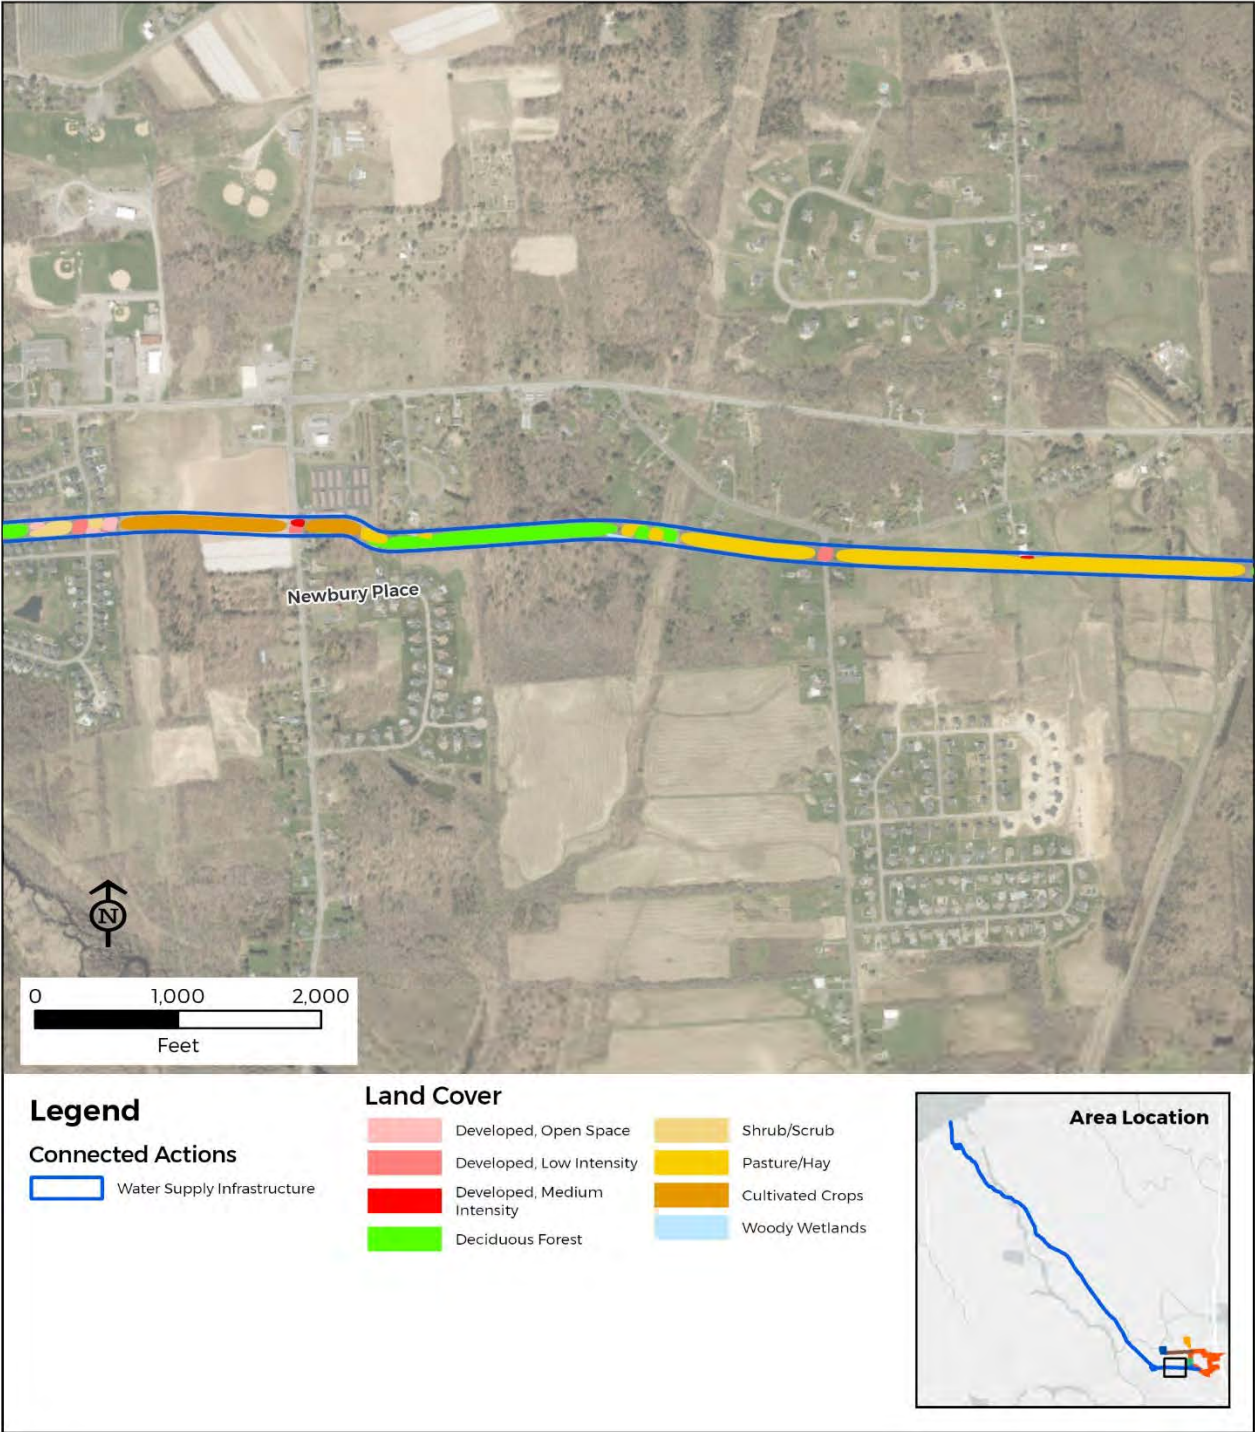 Newbury Place
N
0 1,000 2,000
Feet
Legend
Connected Actions
Water Supply Infrastructure
Land Cover
Developed, Open Space
Developed, Low Intensity
Developed, Medium
Intensity
Deciduous Forest
Shrub/Scrub
Pasture/Hay
Cultivated Crops
Woody Wetlands
Area Location